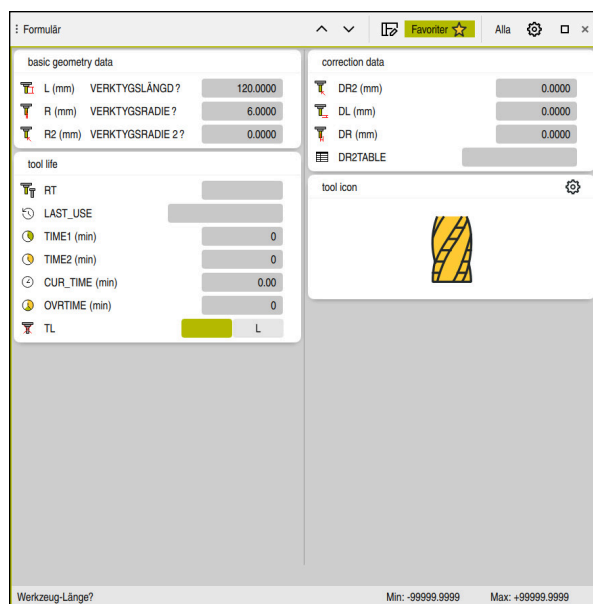 Formulär
Favoriter
Alla
basic geometry data
L (mm) VERKTYGSLÄNGD? 120.0000
R (mm) VERKTYGSRADIE? 6.0000
R2 (mm) VERKTYGSRADIE 2? 0.0000
tool life
RT
LAST_USE
TIME1 (min) 0
TIME2 (min) 0
CUR_TIME (min) 0.00
OVRTIME (min) 0
TL L
correction data
DR2 (mm) 0.0000
DL (mm) 0.0000
DR (mm) 0.0000
DR2TABLE
tool icon
Werkzeug-Länge? Min: -99999.9999 Max: +99999.9999